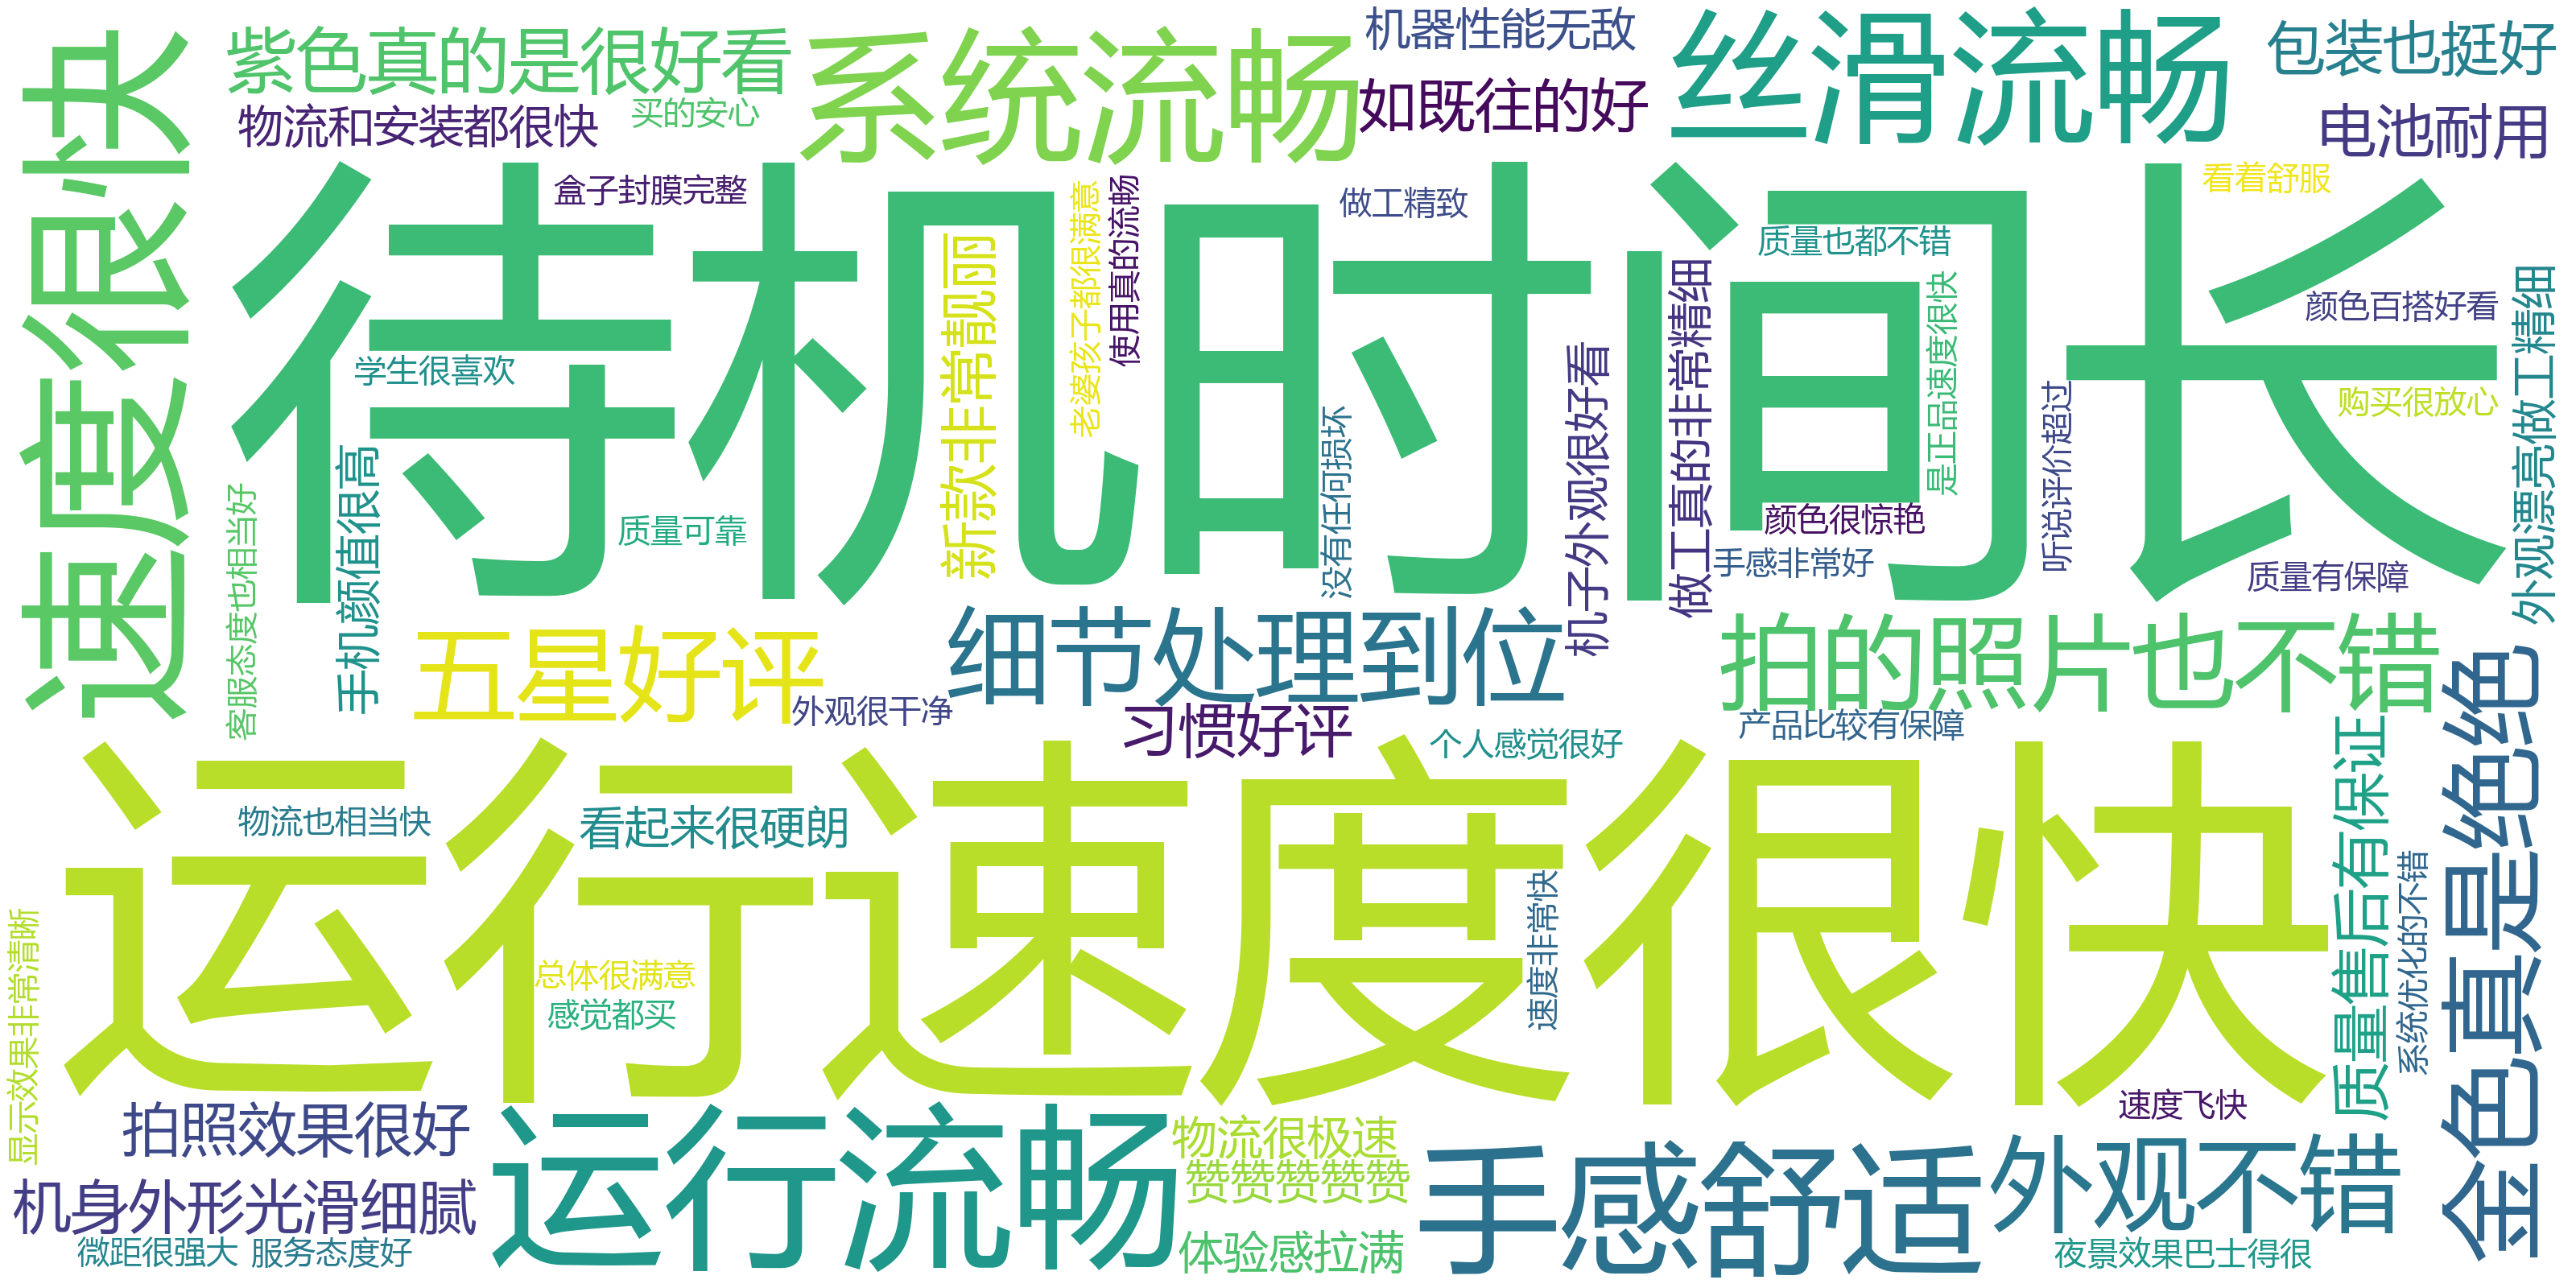 速度很快
紫色真的是很好看
系统流畅
机器性能无敌
丝滑流畅
包装也挺好
物流和安装都很快
买的安心
如既往的好
电池耐用
待机时间长
盒子封膜完整
老婆孩子都很满意
使用真的流畅
做工精致
看着舒服
新款非常靓丽
质量也都不错
做工真的非常精细
是正品速度很快
颜色百搭好看
外观漂亮做工精细
学生很喜欢
机子外观很好看
听说评价超过
购买很放心
没有任何损坏
手机颜值很高
客服态度也相当好
质量可靠
颜色很惊艳
手感非常好
质量有保障
五星好评
细节处理到位
拍的照片也不错
金色真是绝绝
外观很干净
习惯好评
产品比较有保障
个人感觉很好
质量售后有保证
运行速度很快
物流也相当快
看起来很硬朗
速度非常快
系统优化的不错
显示效果非常清晰
总体很满意
感觉都买
速度飞快
拍照效果很好
运行流畅
物流很极速
手感舒适
外观不错
赞赞赞赞赞
机身外形光滑细腻
体验感拉满
微距很强大
服务态度好
夜景效果巴士得很